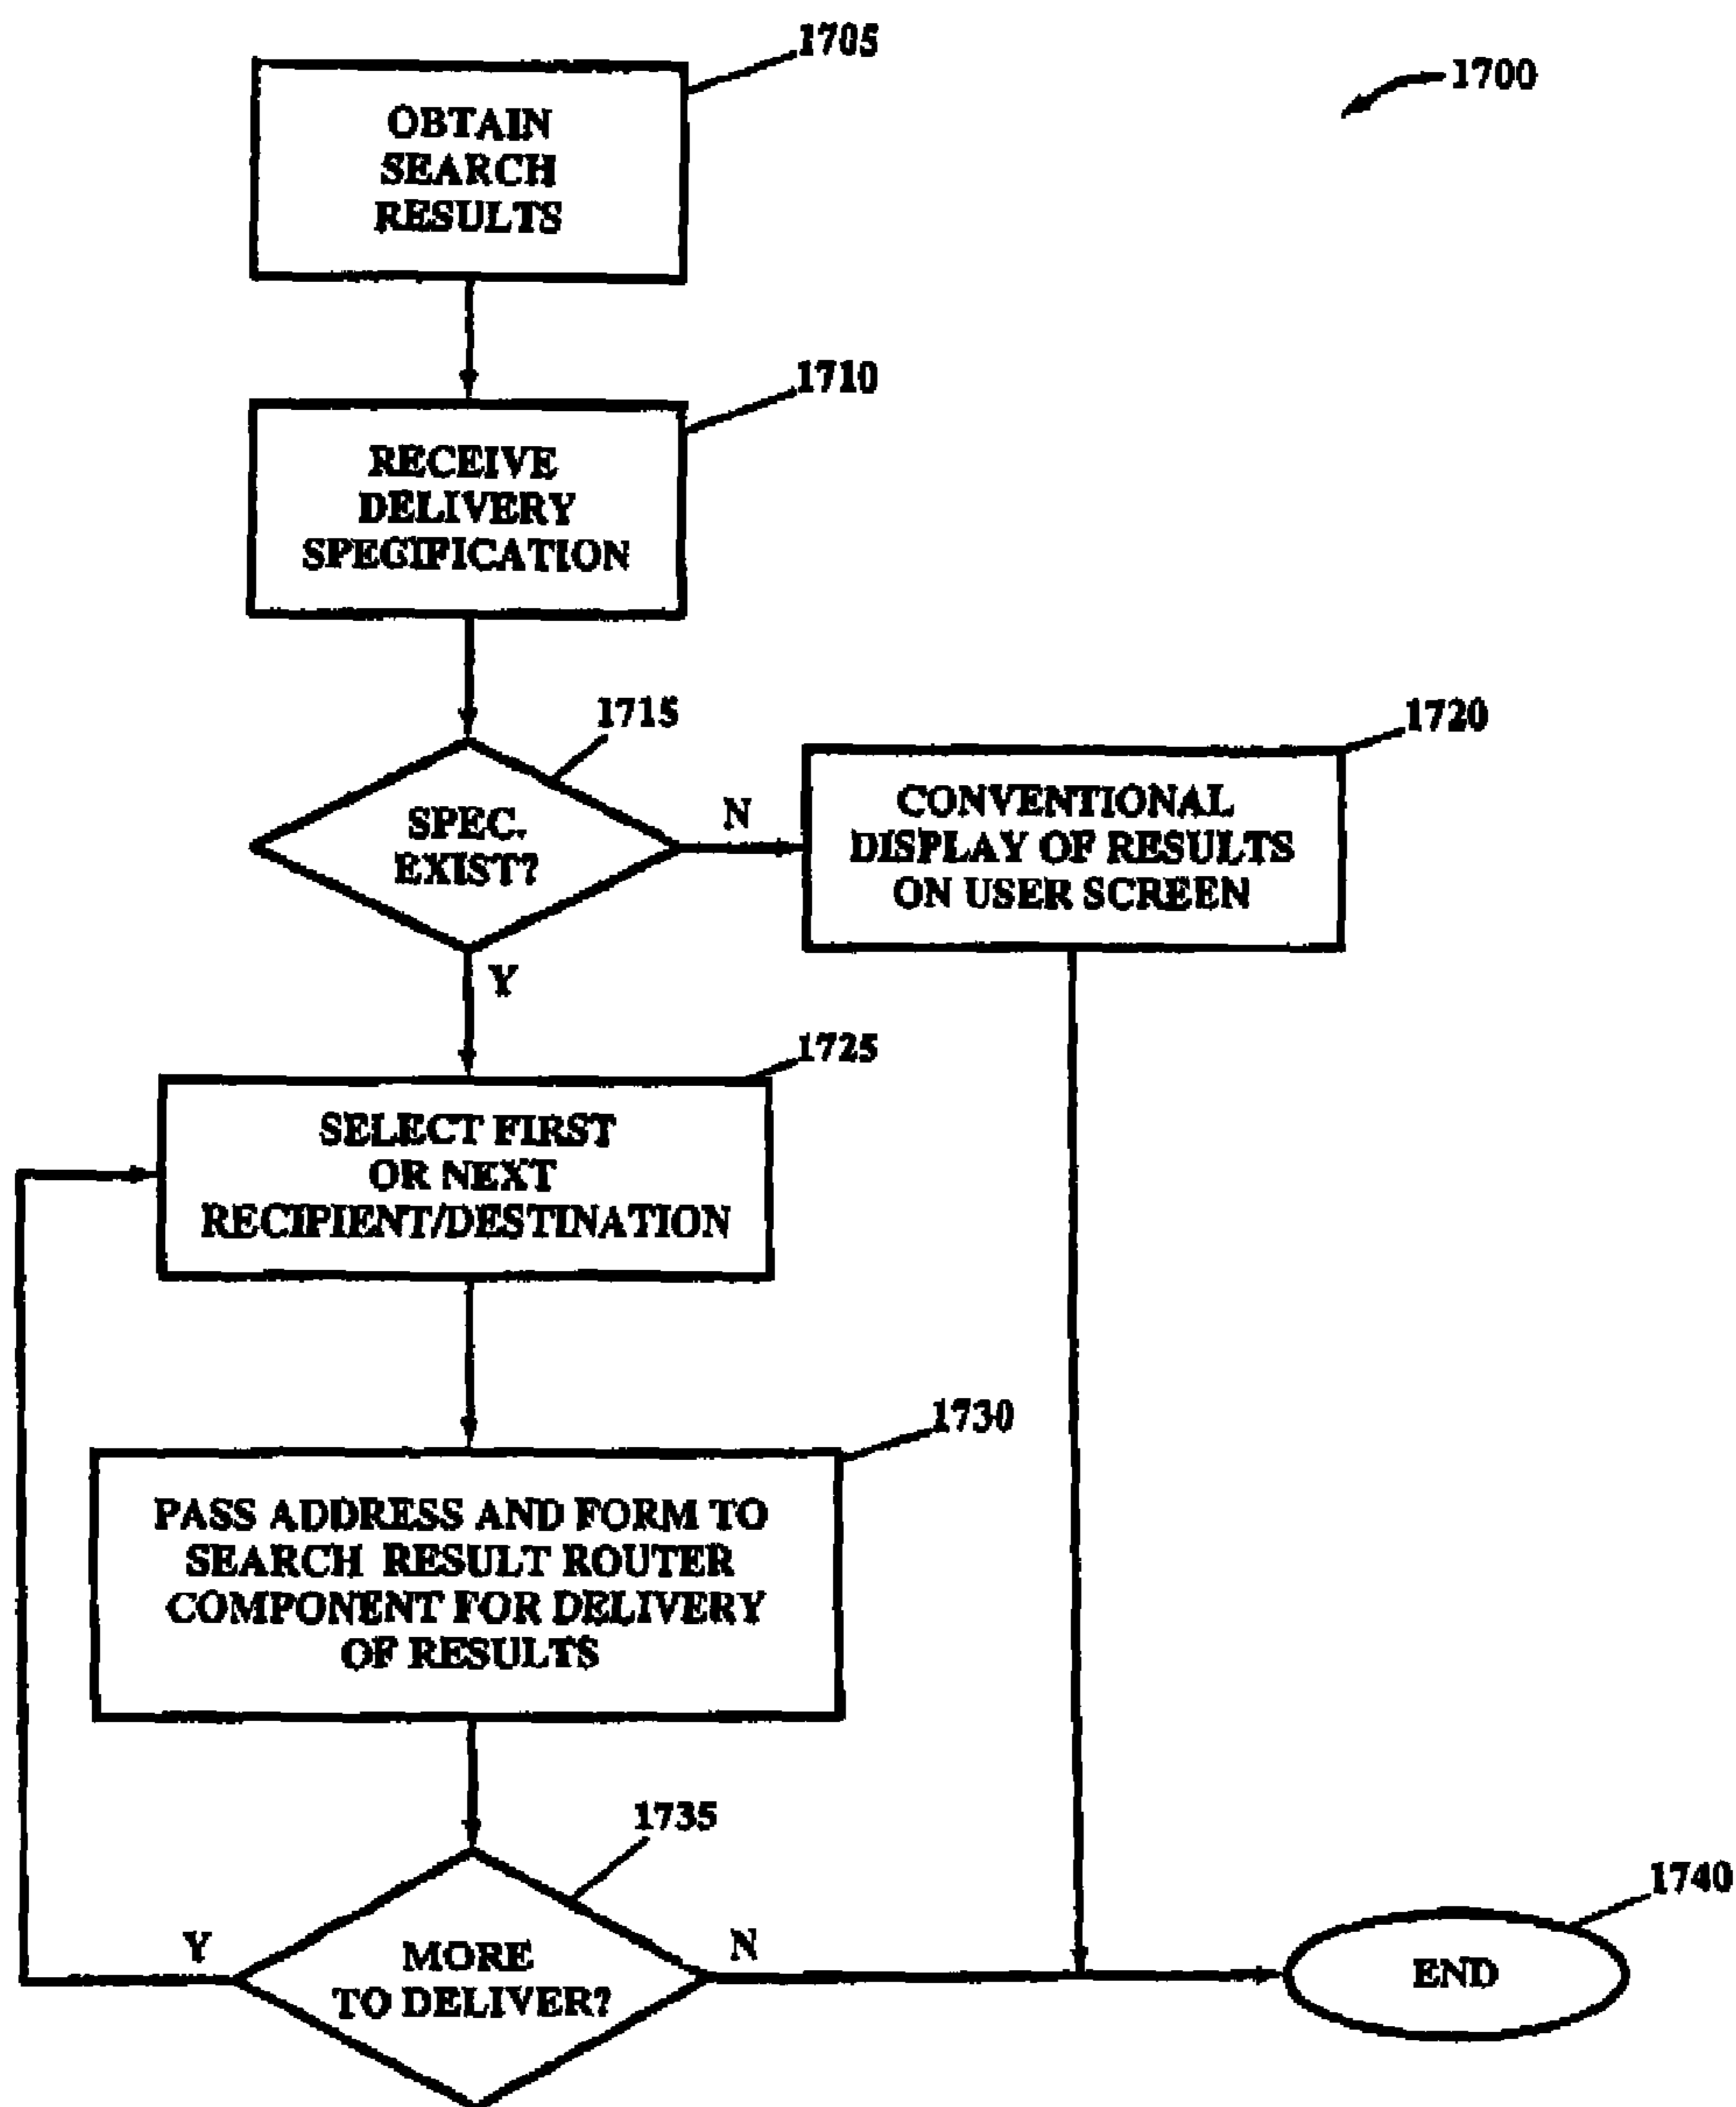 1705
1700
OBTAIN
SEARCH
RESULTS
1710
RECEIVE
DELIVERY
SPECIFICATION
1715
1720
SPEC.
EXIST?
N
CONVENTIONAL
DISPLAY OF RESULTS
ON USER SCREEN
Y
1725
SELECT FIRST
OR NEXT
RECIPIENT/DESTINATION
1730
PASS ADDRESS AND FORM TO
SEARCH RESULT ROUTER
COMPONENT FOR DELIVERY
OF RESULTS
1735
1740
Y
MORE
TO DELIVER?
N
END